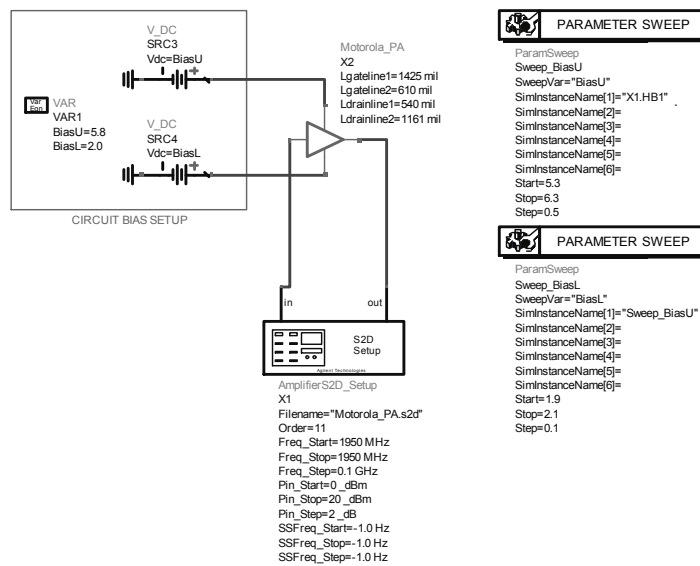 V_DC
SRC3
Vdc=BiasU
Var
Eqn
VAR
VAR1
BiasU=5.8
BiasL=2.0
V_DC
SRC4
Vdc=BiasL
CIRCUIT BIAS SETUP
Motorola_PA
X2
Lgateline1=1425 mil
Lgateline2=610 mil
Ldrainline1=540 mil
Ldrainline2=1161 mil
in
out
S2D
Setup
Agilent Technologies
AmplifierS2D_Setup
X1
Filename="Motorola_PA.s2d"
Order=11
Freq_Start=1950 MHz
Freq_Stop=1950 MHz
Freq_Step=0.1 GHz
Pin_Start=0 _dBm
Pin_Stop=20 _dBm
Pin_Step=2 _dB
SSFreq_Start=-1.0 Hz
SSFreq_Stop=-1.0 Hz
SSFreq_Step=-1.0 Hz
PARAMETER SWEEP
ParamSweep
Sweep_BiasU
SweepVar="BiasU"
SimInstanceName[1]="X1.HB1"
SimInstanceName[2]=
SimInstanceName[3]=
SimInstanceName[4]=
SimInstanceName[5]=
SimInstanceName[6]=
Start=5.3
Stop=6.3
Step=0.5
PARAMETER SWEEP
ParamSweep
Sweep_BiasL
SweepVar="BiasL"
SimInstanceName[1]="Sweep_BiasU"
SimInstanceName[2]=
SimInstanceName[3]=
SimInstanceName[4]=
SimInstanceName[5]=
SimInstanceName[6]=
Start=1.9
Stop=2.1
Step=0.1